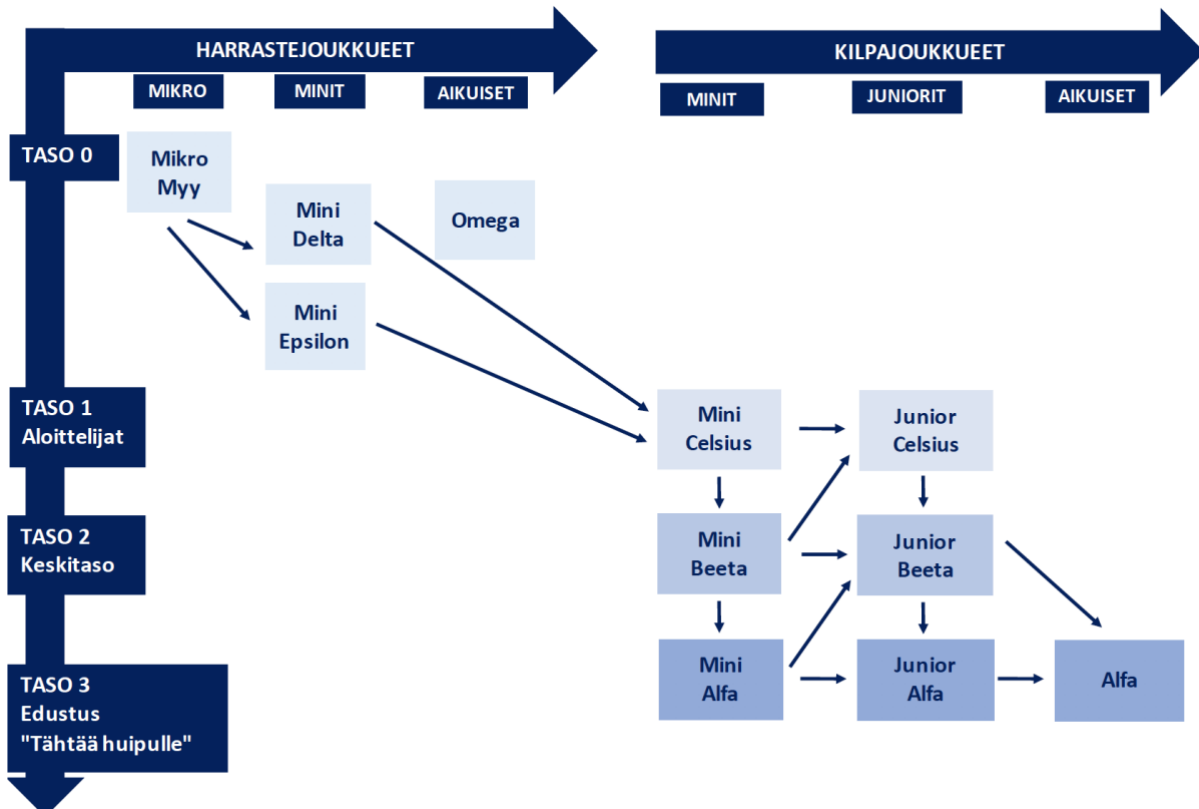 HARRASTEJOUKKUEET
KILPAJOUKKUEET
MIKRO
MINIT
AIKUISET
MINIT
JUNIORIT
AIKUISET
TASO 0
Mikro
Myy
Mini
Delta
Omega
Mini
Epsilon
TASO 1
Aloittelijat
Mini
Celsius
Junior
Celsius
TASO 2
Keskitaso
Mini
Beeta
Junior
Beeta
TASO 3
Edustus
"Tähtää huipulle"
Mini
Alfa
Junior
Alfa
Alfa